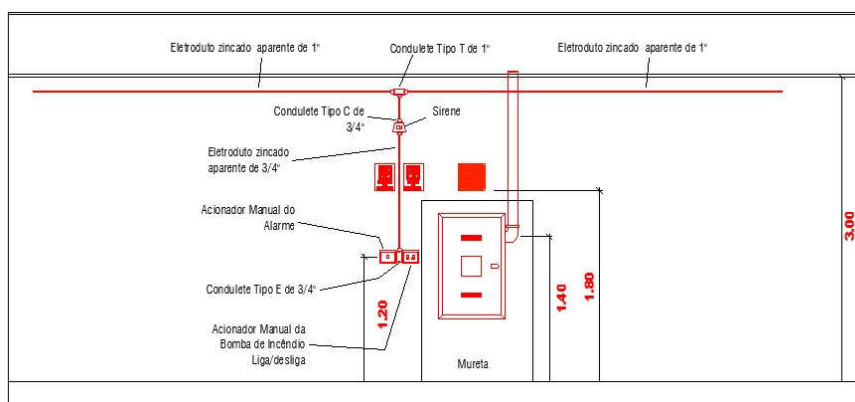 Eletroduto zincado aparente de 1"
Condulete Tipo T de 1"
Eletroduto zincado aparente de 1"
Condulete Tipo C de
3/4"
Sirene
Eletroduto zincado
aparente de 3/4"
Acionador Manual do
Alarme
Condulete Tipo E de 3/4"
Acionador Manual da
Bomba de Incêndio
Liga/desliga
Mureta
1.20
1.40
1.80
3.00